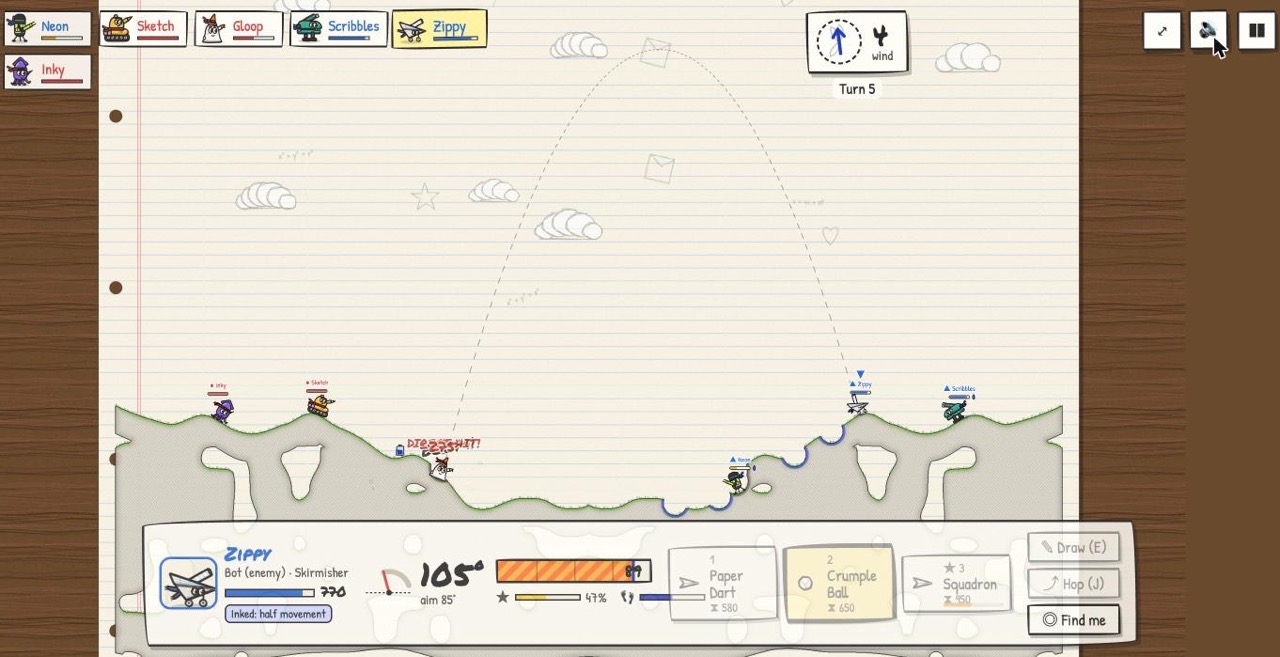 Neon
Sketch
Gloop
Scribbles
Zippy
Inky
4
wind
Turn 5
Inky
Sketch
Zippy
Scribbles
Neon
ZIPPY
Bot (enemy) · Skirmisher
770
Inked: half movement
105°
aim 85°
89
47%
1
Paper
Dart
580
2
Crumple
Ball
650
3
Squadron
950
Draw (E)
Hop (J)
Find me